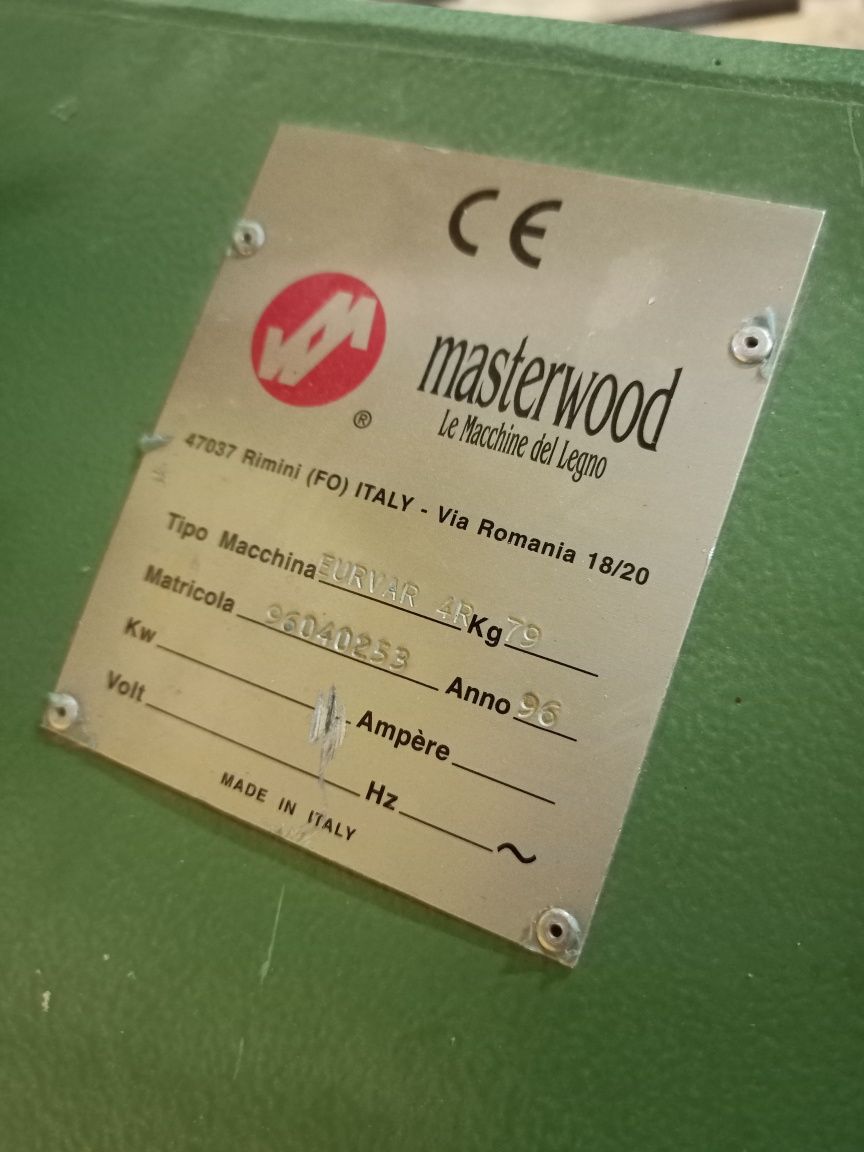 CE
WM
®
masterwood
Le Macchine del Legno
47037 Rimini (FO) ITALY - Via Romania 18/20
Tipo Macchina EURVAR 4R Kg 79
Matricola 96040253 Anno 96
Kw Ampère
Volt Hz ~
MADE IN ITALY